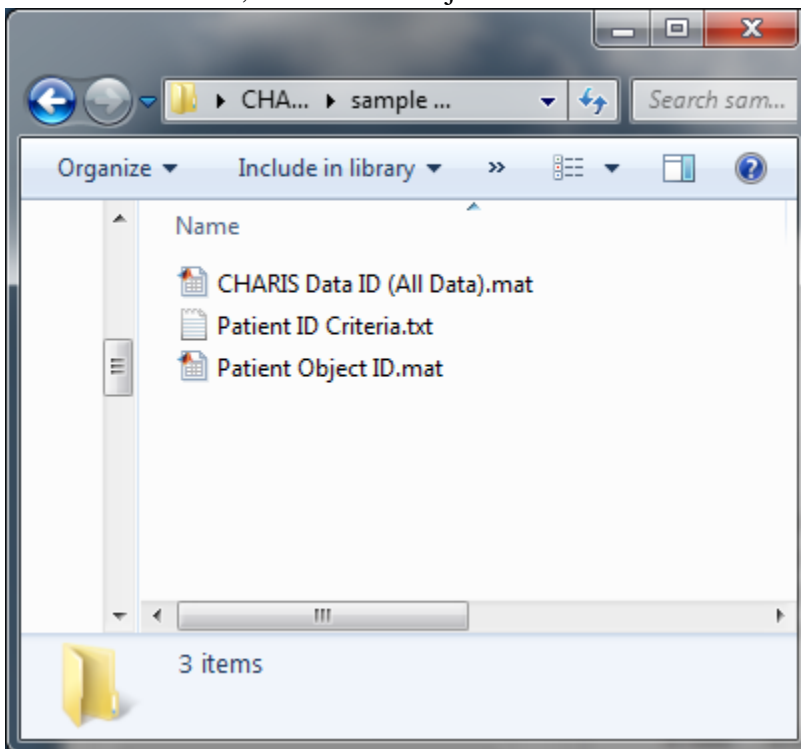 CHA... sample ... Search sam...
Organize Include in library »
Name
CHARIS Data ID (All Data).mat
Patient ID Criteria.txt
Patient Object ID.mat
3 items